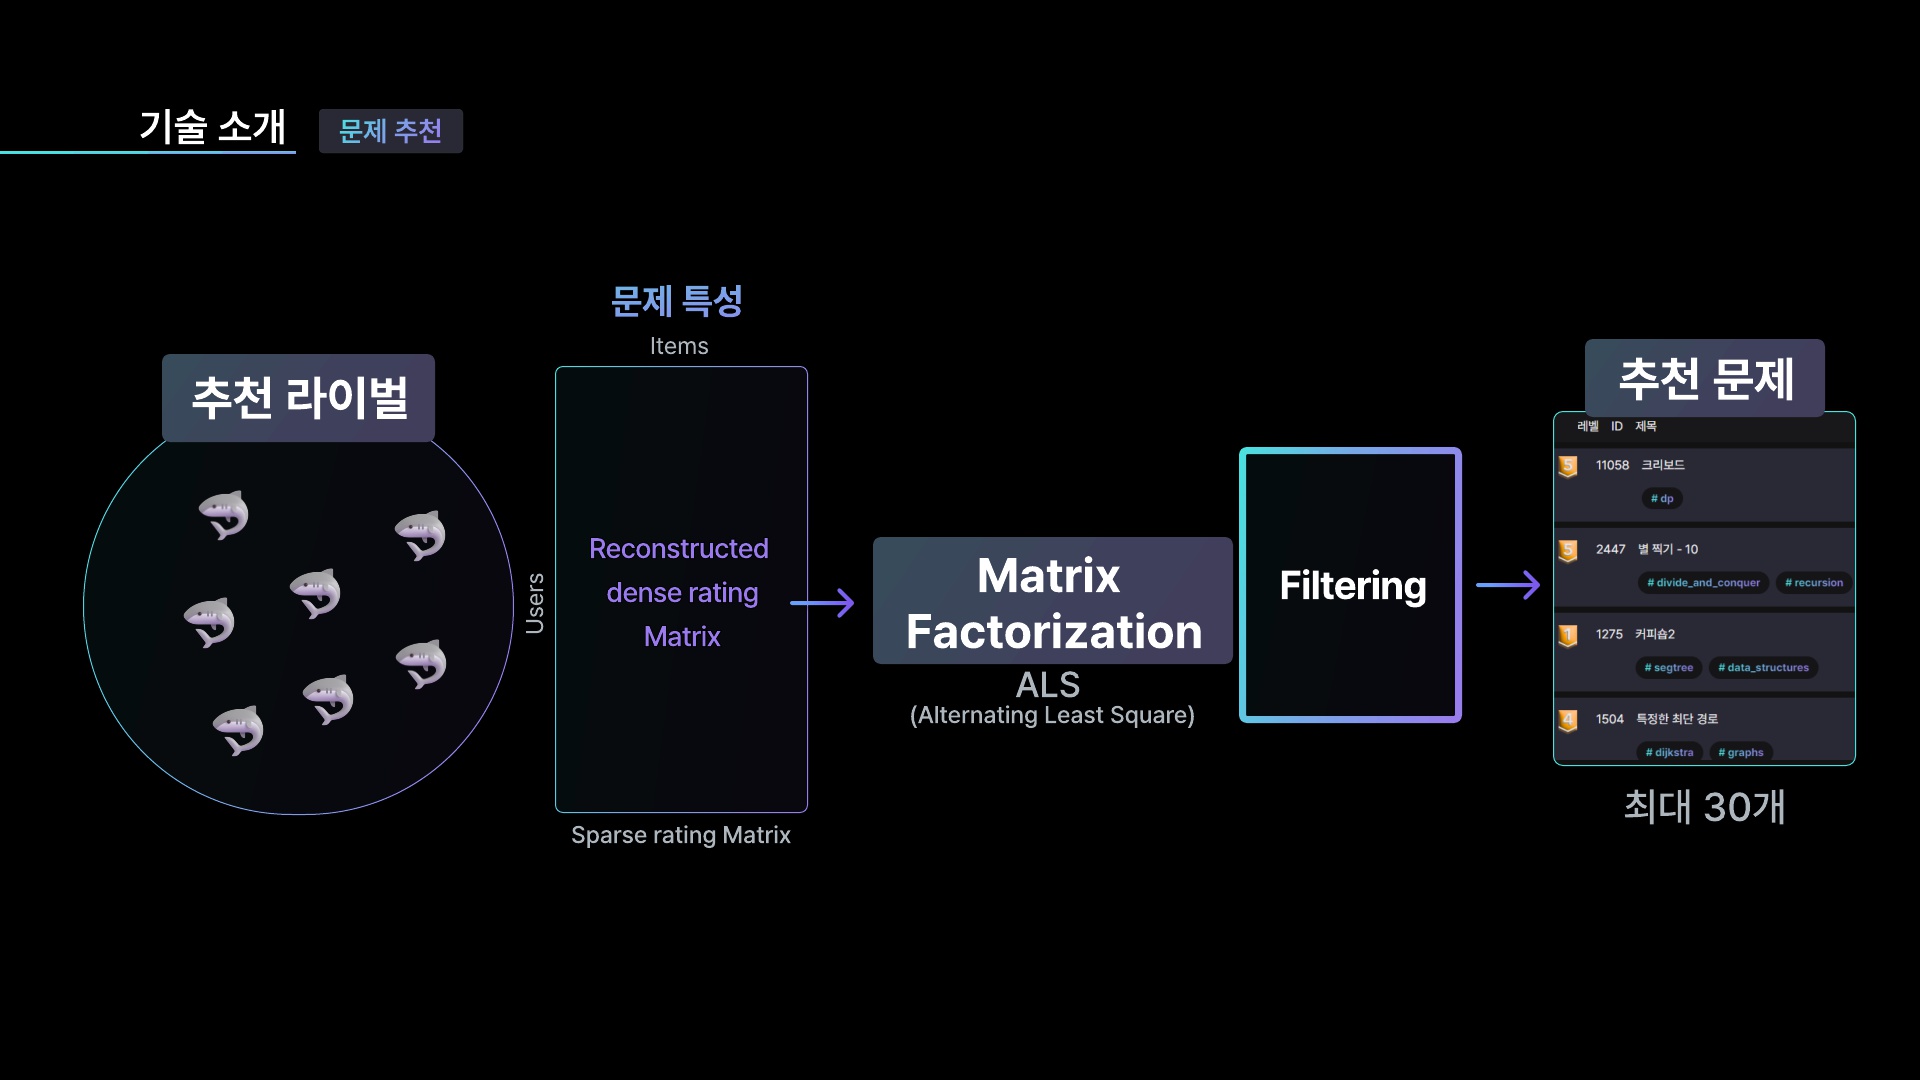 기술 소개
문제 추천
추천 라이벌
문제 특성
Items
Users
Reconstructed
dense rating
Matrix
Sparse rating Matrix
Matrix
Factorization
ALS
(Alternating Least Square)
Filtering
추천 문제
레벨 ID 제목
5 11058 크리보드
# dp
5 2447 별 찍기 - 10
# divide_and_conquer # recursion
1 1275 커피숍2
# segtree # data_structures
4 1504 특정한 최단 경로
# dijkstra # graphs
최대 30개